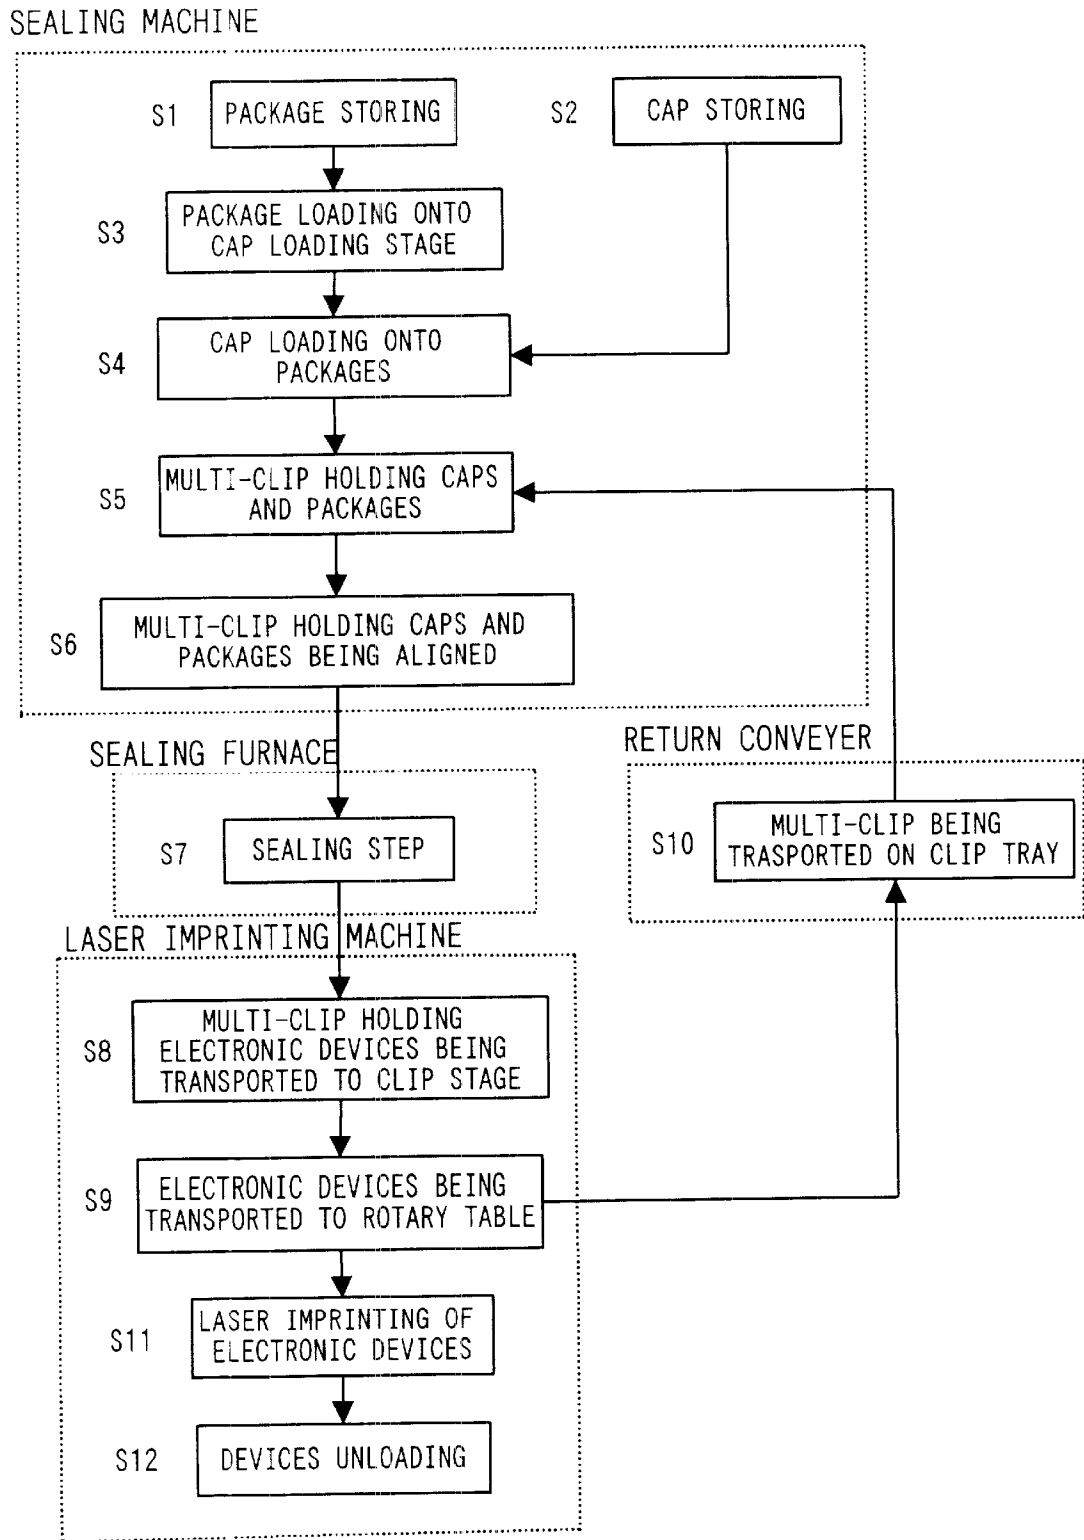 SEALING MACHINE
S1
PACKAGE STORING
S2
CAP STORING
S3
PACKAGE LOADING ONTO
CAP LOADING STAGE
S4
CAP LOADING ONTO
PACKAGES
S5
MULTI-CLIP HOLDING CAPS
AND PACKAGES
S6
MULTI-CLIP HOLDING CAPS AND
PACKAGES BEING ALIGNED
SEALING FURNACE
S7
SEALING STEP
RETURN CONVEYER
S10
MULTI-CLIP BEING
TRASPORTED ON CLIP TRAY
LASER IMPRINTING MACHINE
S8
MULTI-CLIP HOLDING
ELECTRONIC DEVICES BEING
TRANSPORTED TO CLIP STAGE
S9
ELECTRONIC DEVICES BEING
TRANSPORTED TO ROTARY TABLE
S11
LASER IMPRINTING OF
ELECTRONIC DEVICES
S12
DEVICES UNLOADING